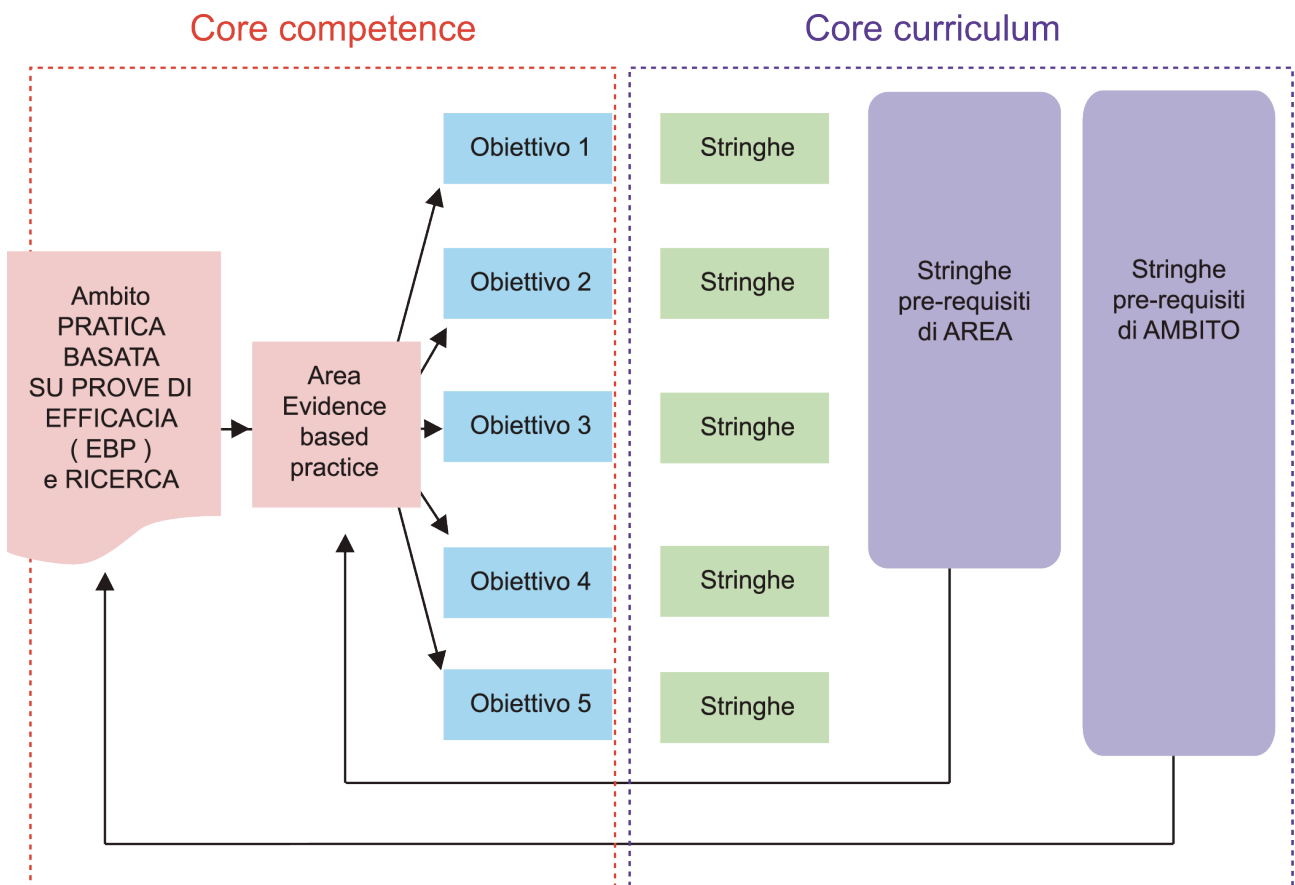 Core competence
Core curriculum
Ambito
PRATICA
BASATA
SU PROVE DI
EFFICACIA
( EBP )
e RICERCA
Area
Evidence
based
practice
Obiettivo 1
Obiettivo 2
Obiettivo 3
Obiettivo 4
Obiettivo 5
Stringhe
Stringhe
Stringhe
Stringhe
Stringhe
Stringhe
pre-requisiti
di AREA
Stringhe
pre-requisiti
di AMBITO